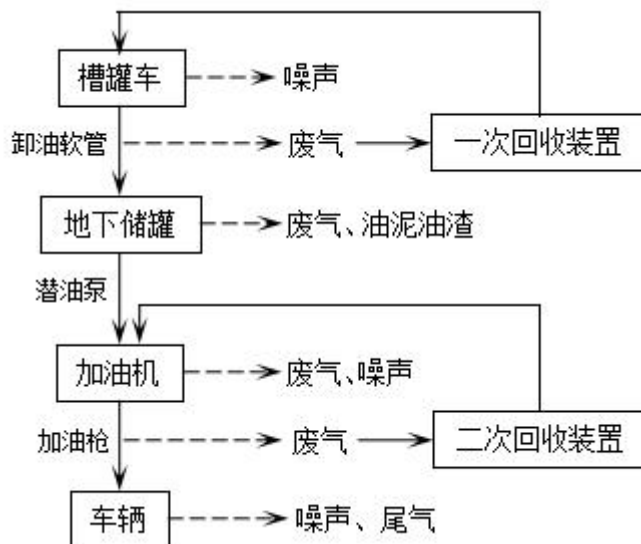 槽罐车
噪声
卸油软管
废气
一次回收装置
地下储罐
废气、油泥油渣
潜油泵
加油机
废气、噪声
加油枪
废气
二次回收装置
车辆
噪声、尾气